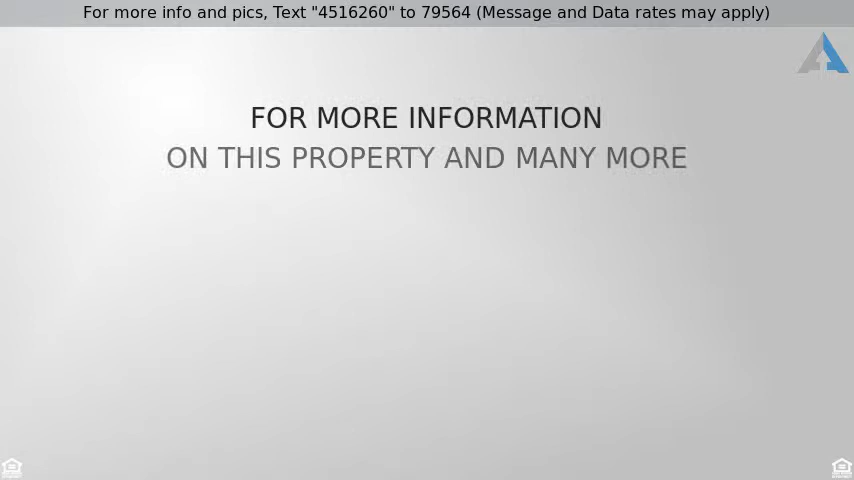 For more info and pics, Text "4516260" to 79564 (Message and Data rates may apply)
FOR MORE INFORMATION
ON THIS PROPERTY AND MANY MORE